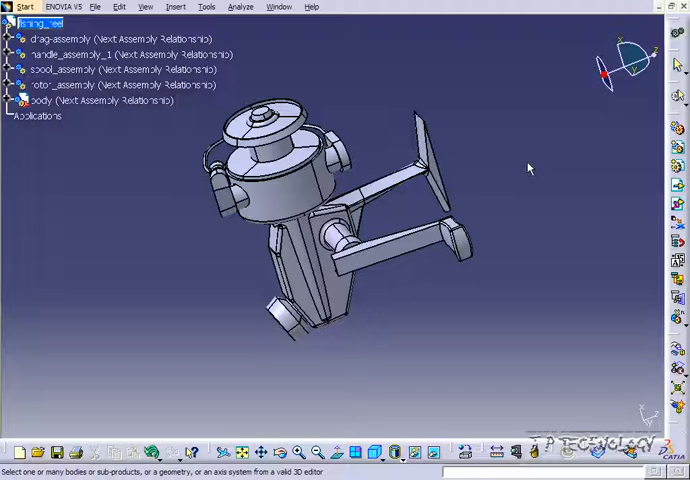 Start ENOVIA V5 File Edit View Insert Tools Analyze Window Help
fishing_reel
drag-assembly (Next Assembly Relationship)
handle_assembly_1 (Next Assembly Relationship)
spool_assembly (Next Assembly Relationship)
rotor_assembly (Next Assembly Relationship)
body (Next Assembly Relationship)
Applications
x
z
y
x
z
T.P TECHNOLOGY
CATIA
Select one or many bodies or sub-products, or a geometry, or an axis system from a valid 3D editor